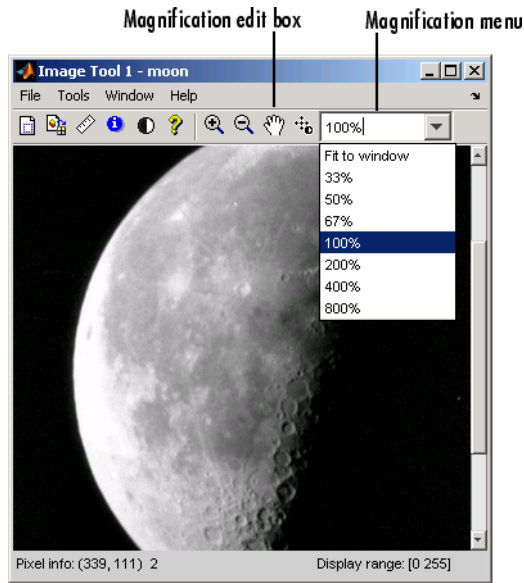 Magnification edit box
Magnification menu
Image Tool 1 - moon
File Tools Window Help
100%
Fit to window
33%
50%
67%
100%
200%
400%
800%
Pixel info: (339, 111) 2
Display range: [0 255]